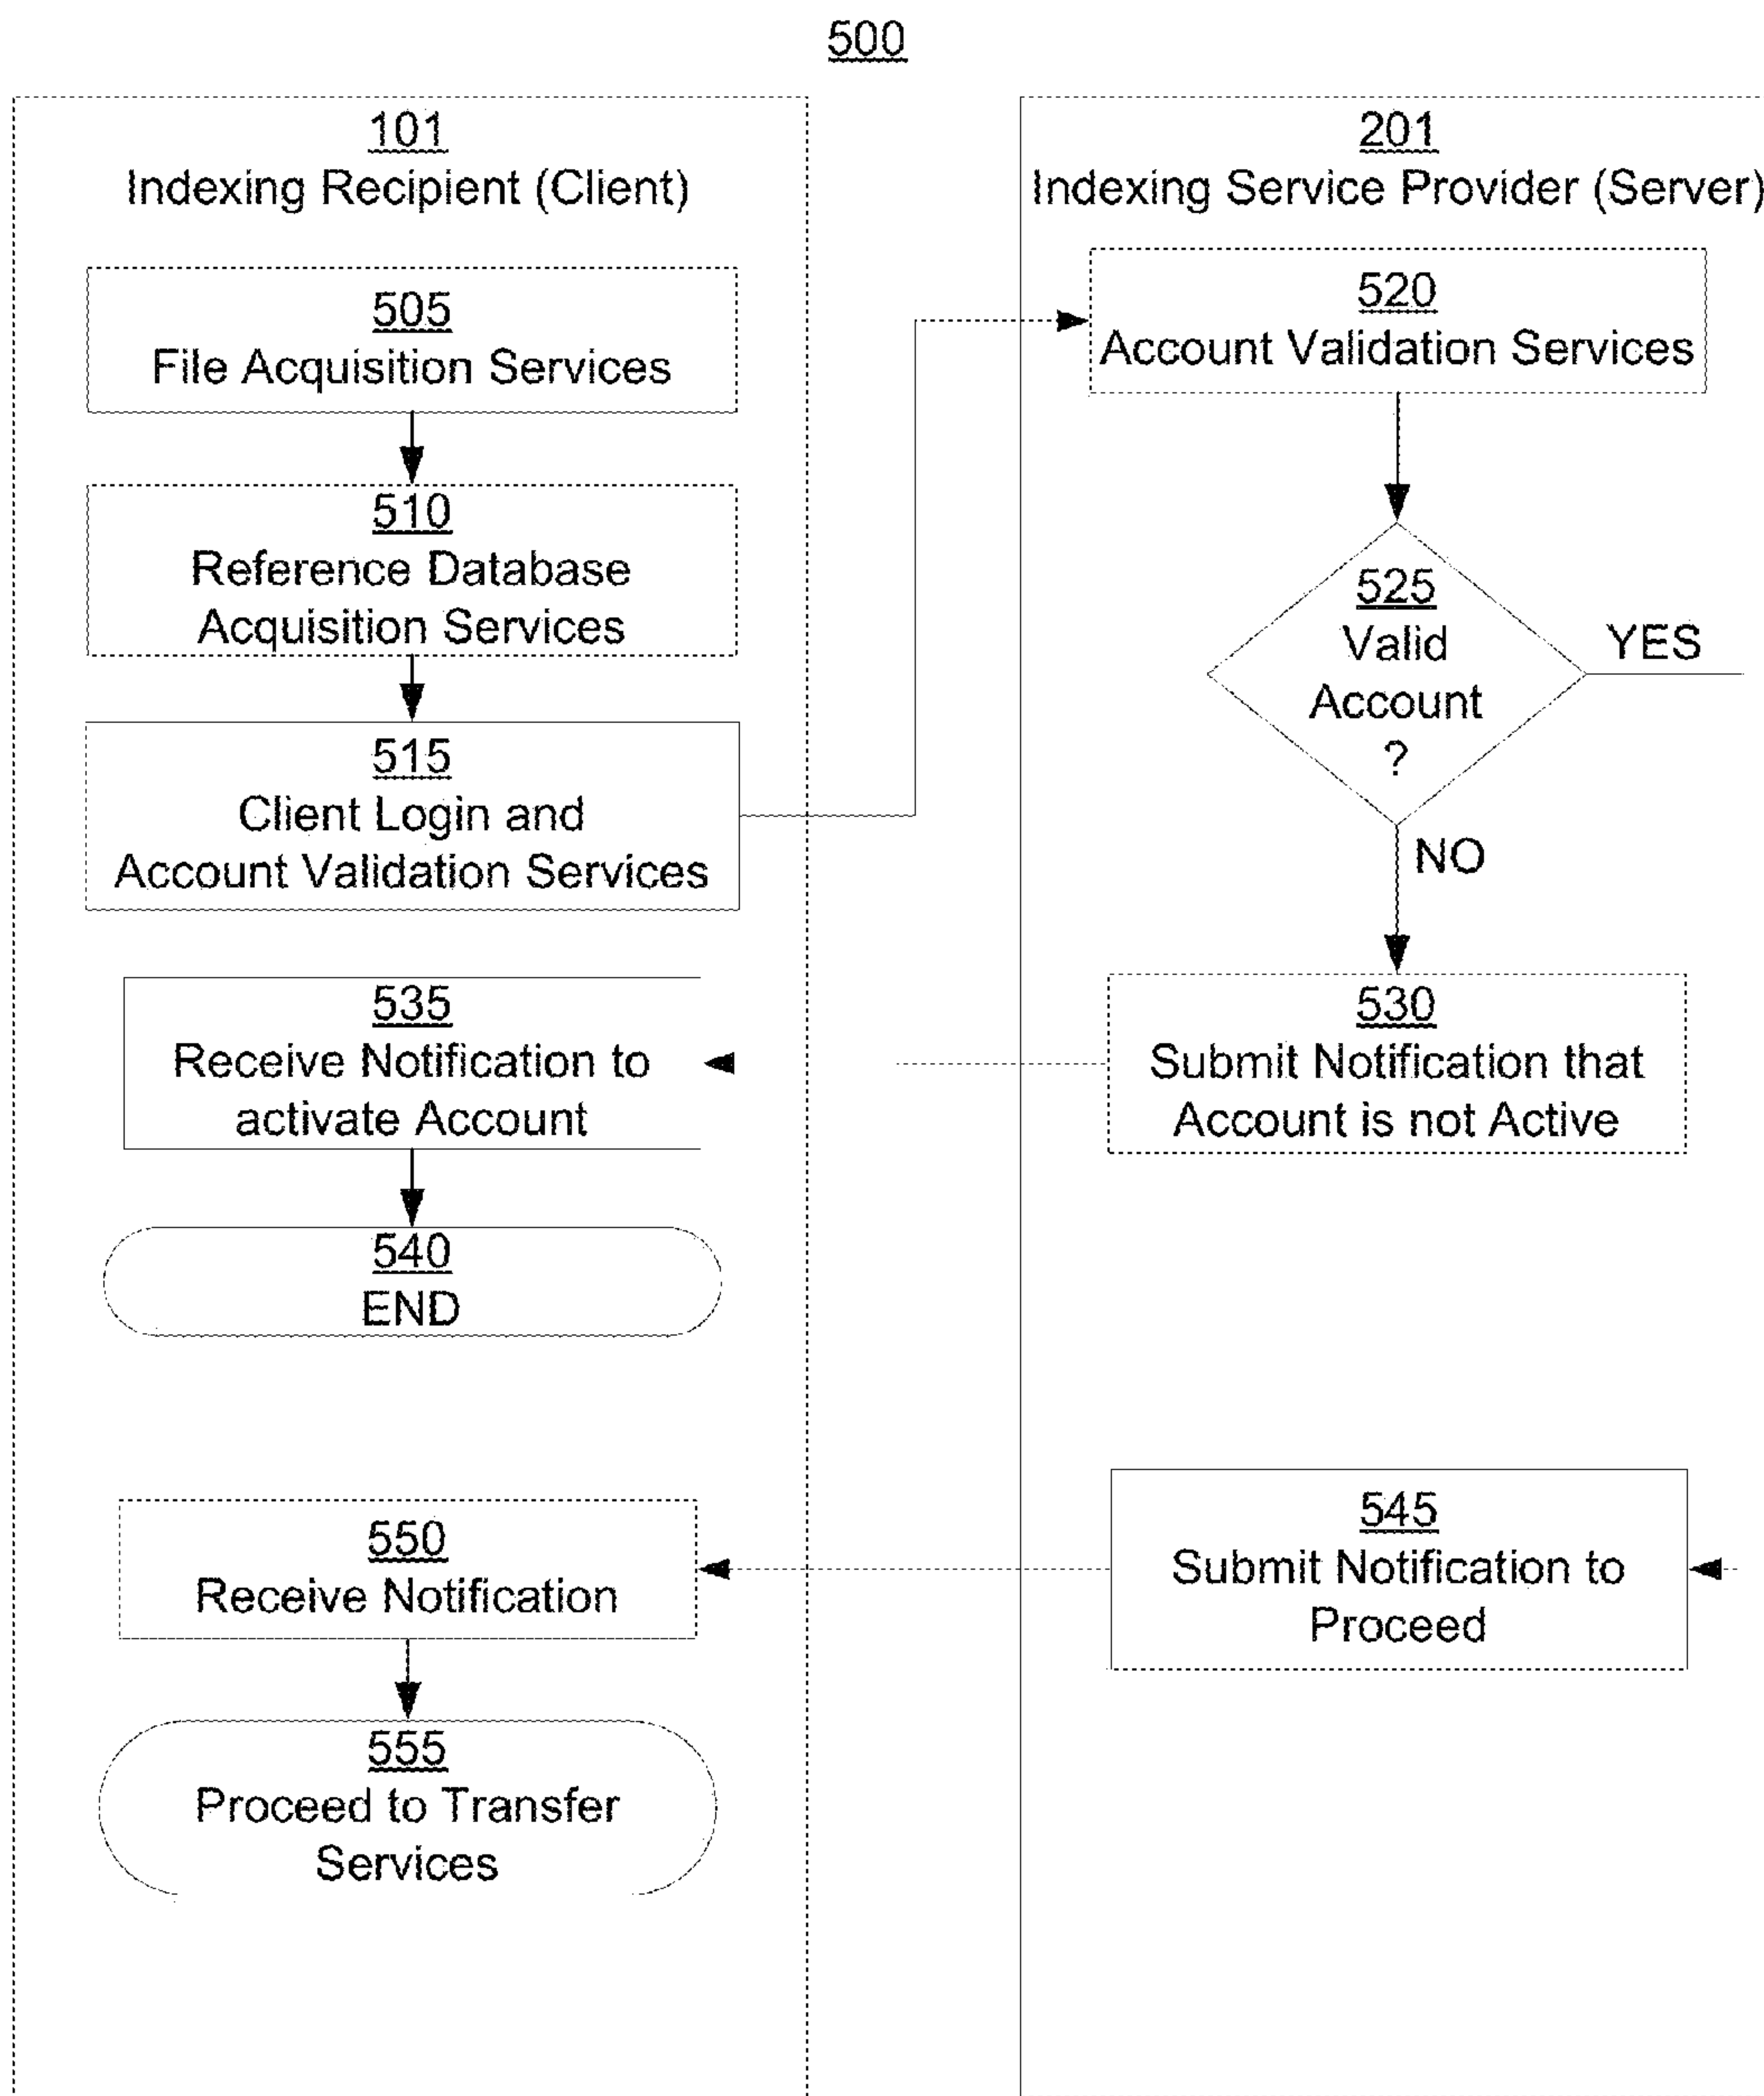 500
101
Indexing Recipient (Client)
505
File Acquisition Services
510
Reference Database
Acquisition Services
515
Client Login and
Account Validation Services
535
Receive Notification to
activate Account
540
END
550
Receive Notification
555
Proceed to Transfer
Services
201
Indexing Service Provider (Server)
520
Account Validation Services
525
Valid
Account
?
YES
NO
530
Submit Notification that
Account is not Active
545
Submit Notification to
Proceed